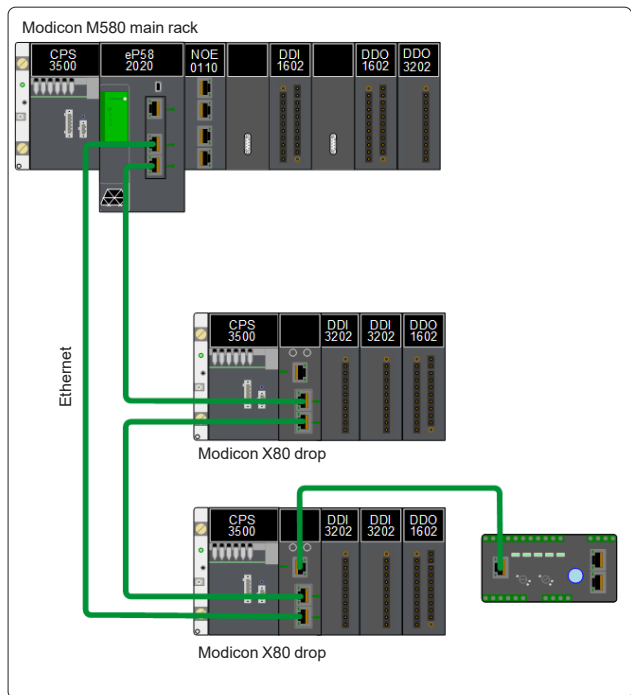 Modicon M580 main rack
CPS
3500
eP58
2020
NOE
0110
DDI
1602
DDO
1602
DDO
3202
Ethernet
CPS
3500
DDI
3202
DDI
3202
DDO
1602
Modicon X80 drop
CPS
3500
DDI
3202
DDI
3202
DDO
1602
Modicon X80 drop